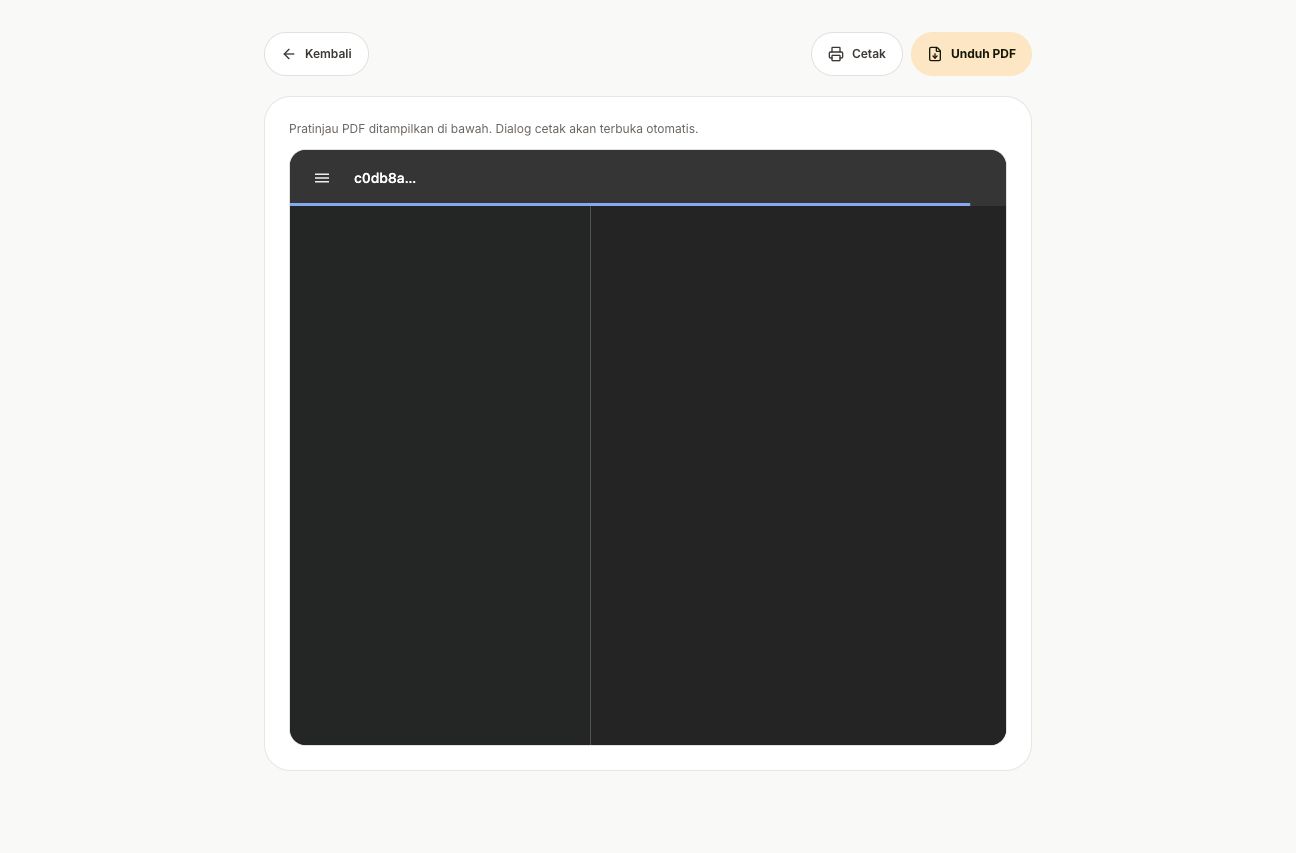 Kembali
Cetak
Unduh PDF
Pratinjau PDF ditampilkan di bawah. Dialog cetak akan terbuka otomatis.
c0db8a...